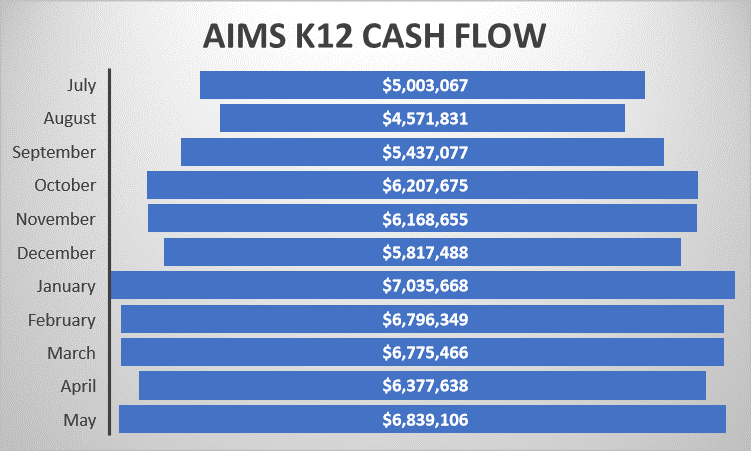 AIMS K12 CASH FLOW
July $5,003,067
August $4,571,831
September $5,437,077
October $6,207,675
November $6,168,655
December $5,817,488
January $7,035,668
February $6,796,349
March $6,775,466
April $6,377,638
May $6,839,106